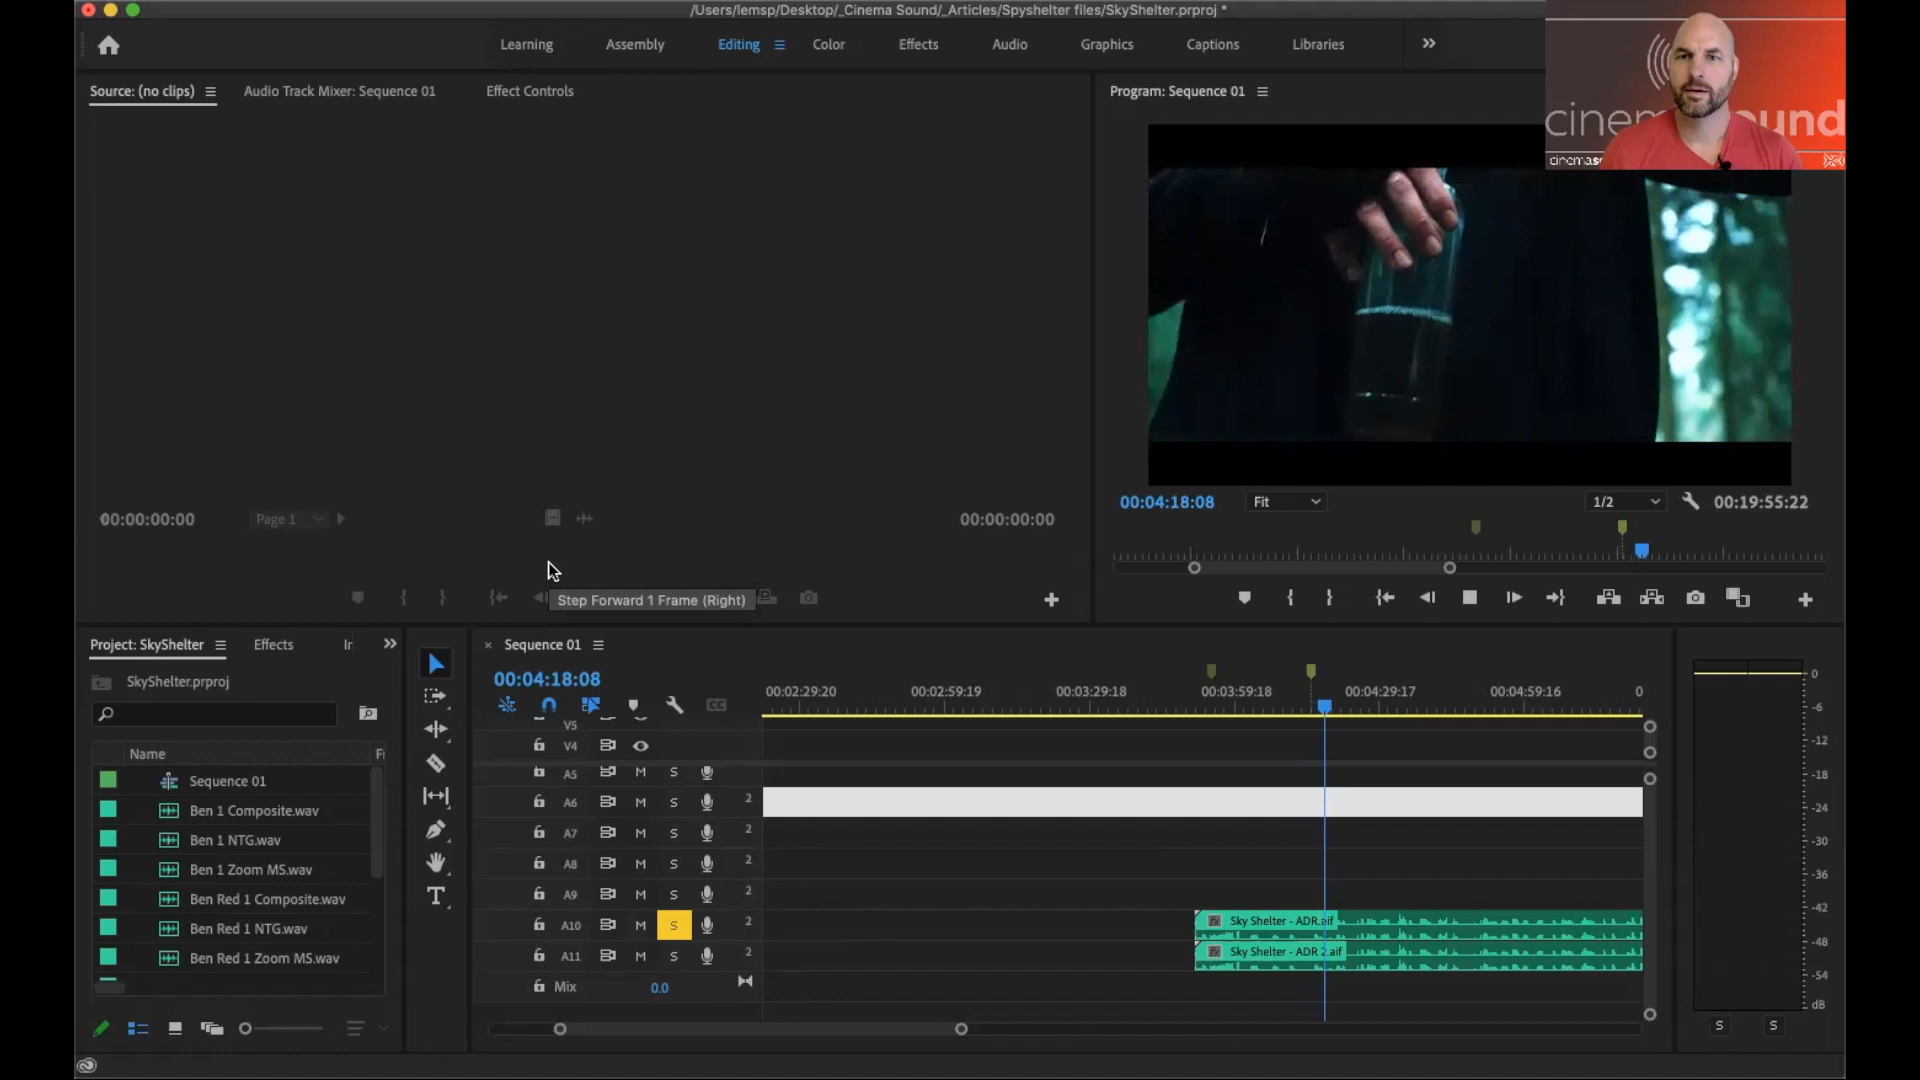 /Users/lemsp/Desktop/_Cinema Sound/_Articles/Spyshelter files/SkyShelter.prproj *
Learning Assembly Editing Color Effects Audio Graphics Captions Libraries
Source: (no clips) Audio Track Mixer: Sequence 01 Effect Controls
Program: Sequence 01
00:00:00:00 Page 1 00:00:00:00
00:04:18:08 Fit 1/2 00:19:55:22
Step Forward 1 Frame (Right)
Project: SkyShelter Effects
SkyShelter.prproj
Name
Sequence 01
Ben 1 Composite.wav
Ben 1 NTG.wav
Ben 1 Zoom MS.wav
Ben Red 1 Composite.wav
Ben Red 1 NTG.wav
Ben Red 1 Zoom MS.wav
T
Sequence 01
00:04:18:08
00:02:29:20 00:02:59:19 00:03:29:18 00:03:59:18 00:04:29:17 00:04:59:16 0
V5
V4
A5 M S
A6 M S 2
A7 M S 2
A8 M S 2
A9 M S 2
A10 M S 2 Sky Shelter - ADR.aif
A11 M S 2 Sky Shelter - ADR 2.aif
Mix 0.0
0
-6
-12
-18
-24
-30
-36
-42
-48
-54
dB
S S